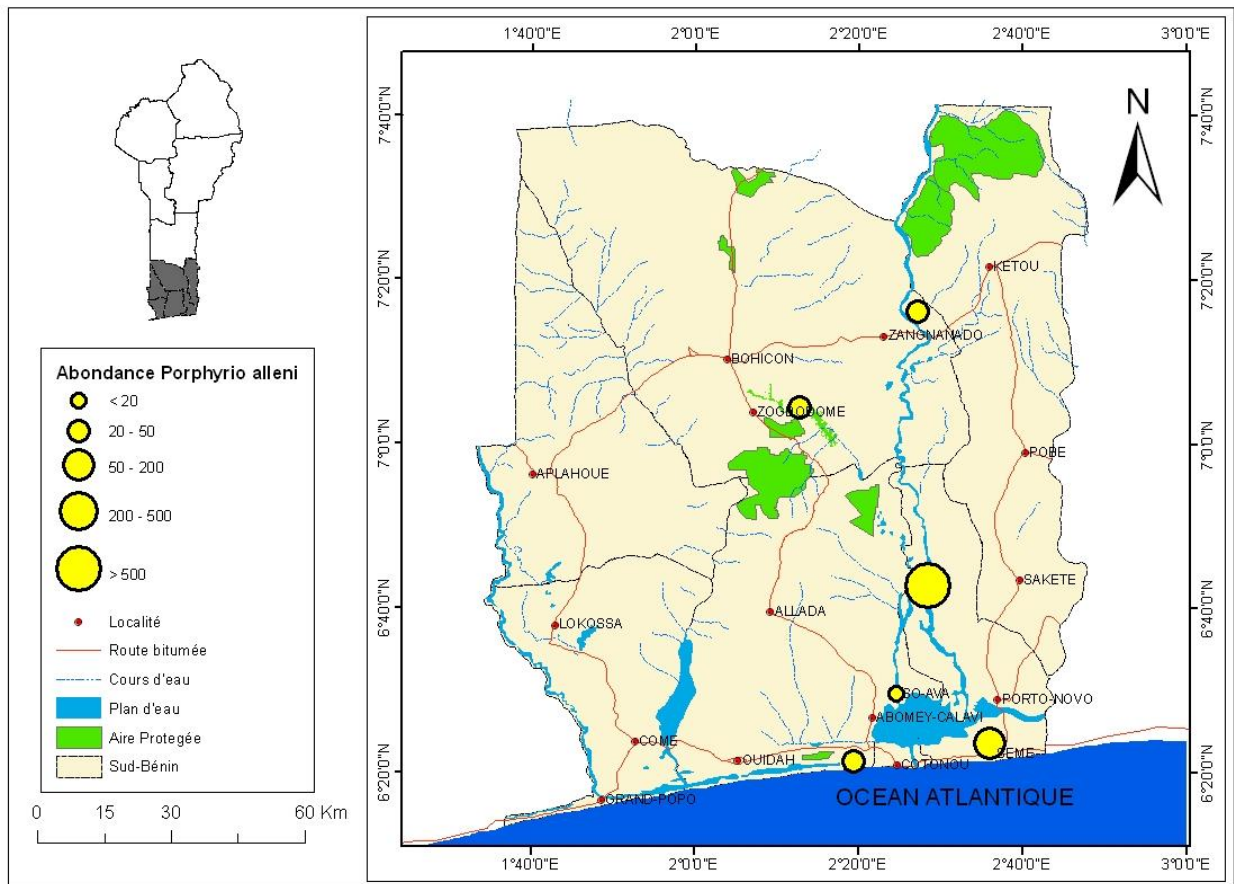 1°40'0"E 2°0'0"E 2°20'0"E 2°40'0"E 3°0'0"E
7°40'0"N
7°20'0"N
7°0'0"N
6°40'0"N
6°20'0"N
N
KETOU
ZANGNANADO
BOHICON
ZOGBODOME
POBE
APLAHOUE
SAKETE
ALLADA
LOKOSSA
SO-AVA
PORTO-NOVO
ABOMEY-CALAVI
COME
SEME
OUIDAH
COTONOU
GRAND-POPO
OCEAN ATLANTIQUE
7°40'0"N
7°20'0"N
7°0'0"N
6°40'0"N
6°20'0"N
1°40'0"E 2°0'0"E 2°20'0"E 2°40'0"E 3°0'0"E
Abondance Porphyrio alleni
< 20
20 - 50
50 - 200
200 - 500
> 500
Localité
Route bitumée
Cours d'eau
Plan d'eau
Aire Protegée
Sud-Bénin
0 15 30 60 Km